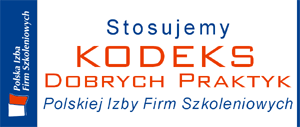 Polska Izba
Firm Szkoleniowych
Stosujemy
KODEKS
DOBRYCH PRAKTYK
Polskiej Izby Firm Szkoleniowych